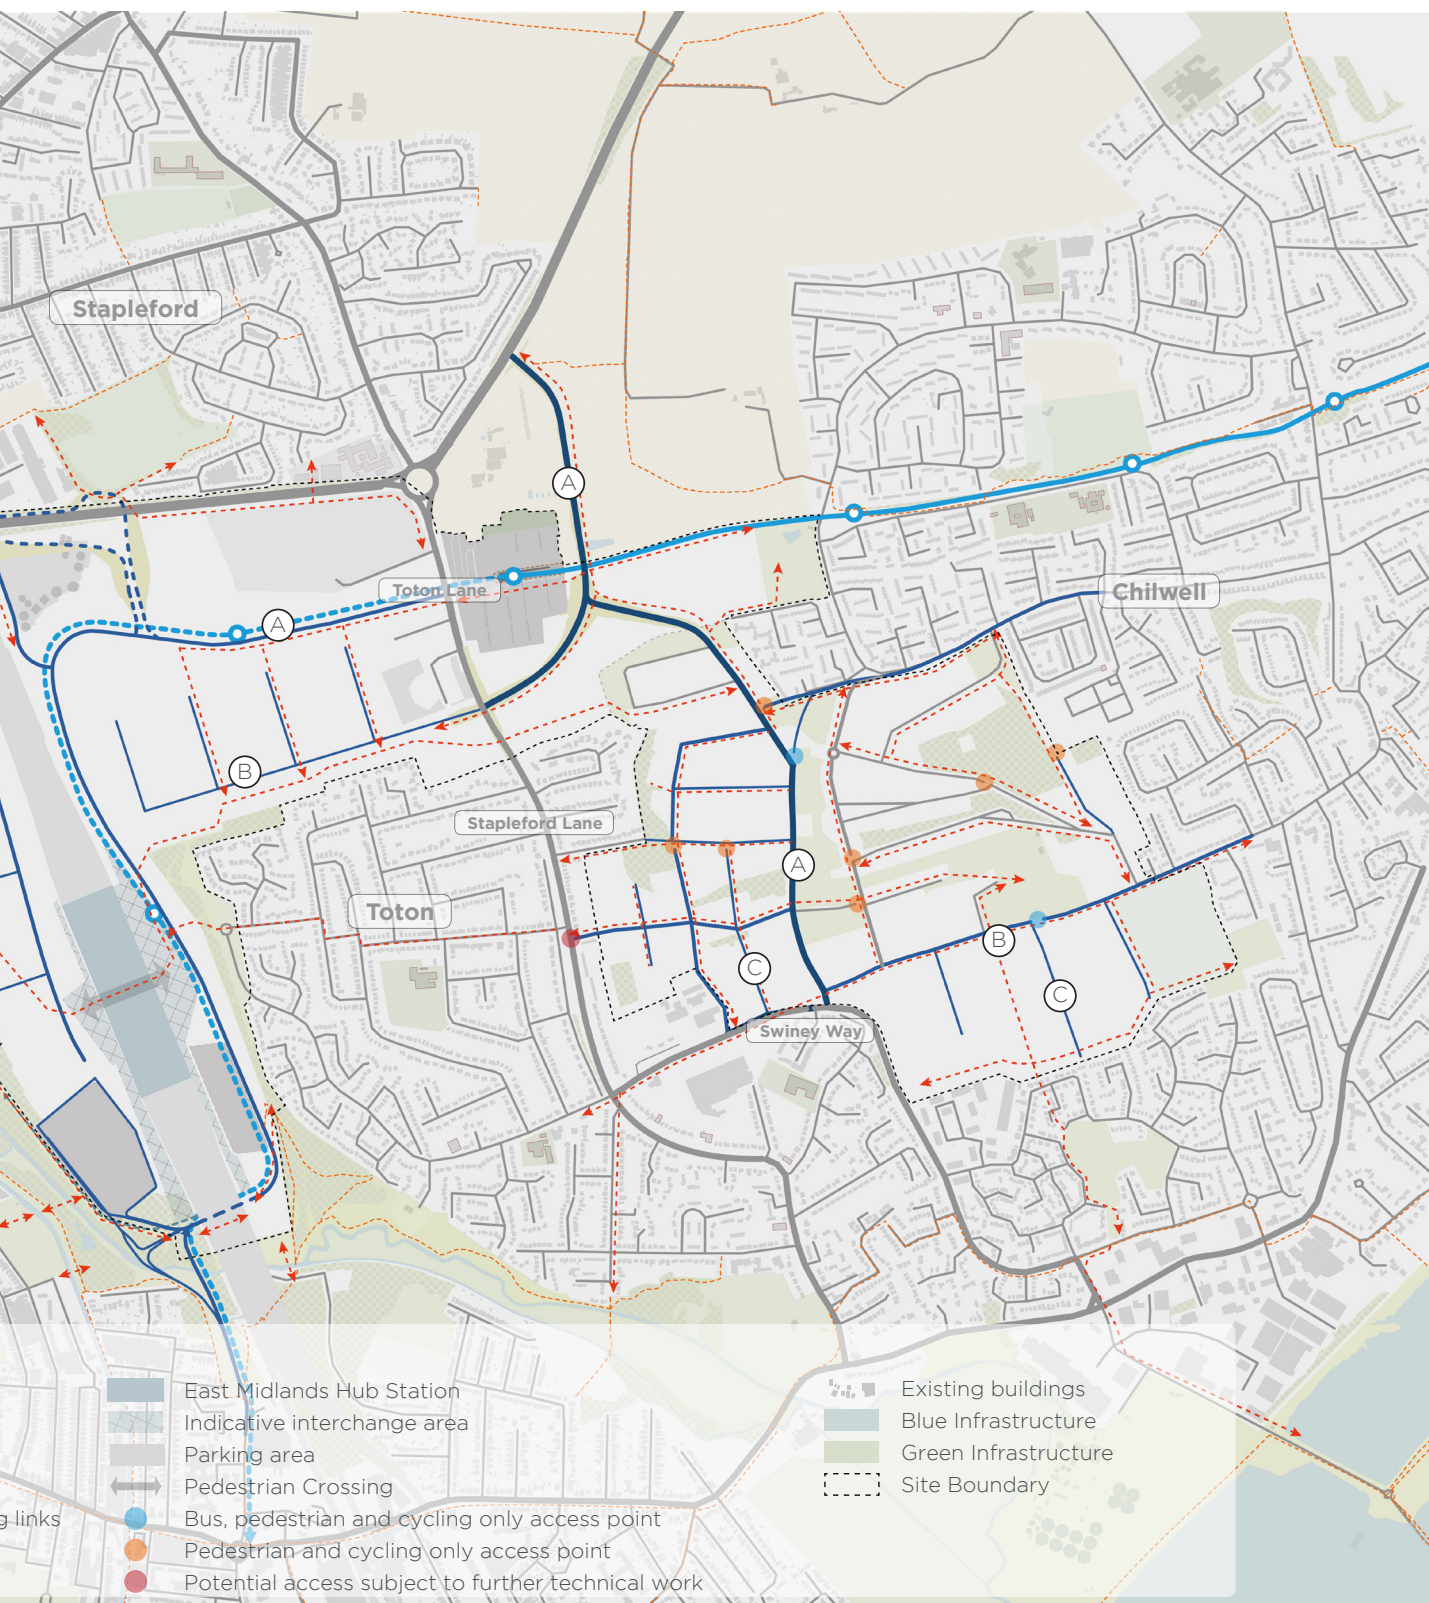 Stapleford
A
Toton Lane
Chilwell
A
B
Stapleford Lane
A
Toton
B
C
C
Swiney Way
East Midlands Hub Station
Indicative interchange area
Parking area
Pedestrian Crossing
g links
Bus, pedestrian and cycling only access point
Pedestrian and cycling only access point
Potential access subject to further technical work
Existing buildings
Blue Infrastructure
Green Infrastructure
Site Boundary